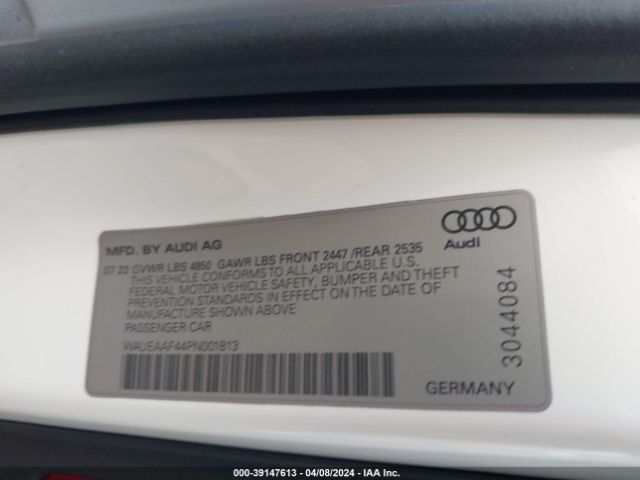 MFD. BY AUDI AG
Audi
07 22 GVWR LBS 4850 GAWR LBS FRONT 2447 /REAR 2535
THIS VEHICLE CONFORMS TO ALL APPLICABLE U.S.
FEDERAL MOTOR VEHICLE SAFETY, BUMPER AND THEFT
PREVENTION STANDARDS IN EFFECT ON THE DATE OF
MANUFACTURE SHOWN ABOVE
PASSENGER CAR
WAUEAAF44PN001813
GERMANY
3044084
000-39147613 - 04/08/2024 - IAA Inc.